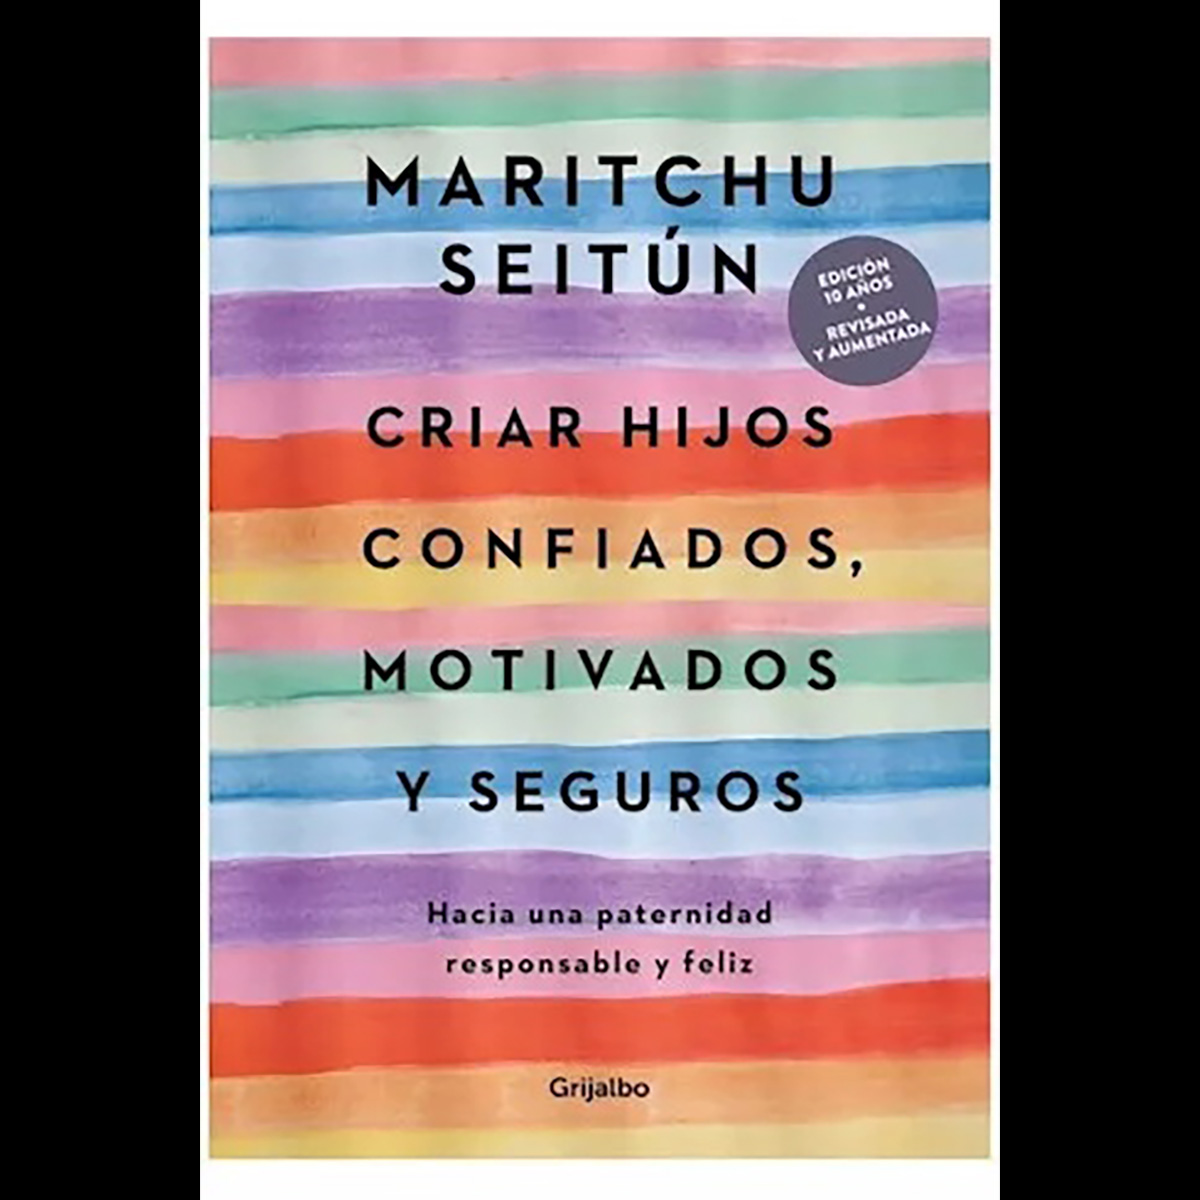 MARITCHU
SEITÚN
EDICIÓN
10 AÑOS
•
REVISADA
Y AUMENTADA
CRIAR HIJOS
CONFIADOS,
MOTIVADOS
Y SEGUROS
Hacia una paternidad
responsable y feliz
Grijalbo